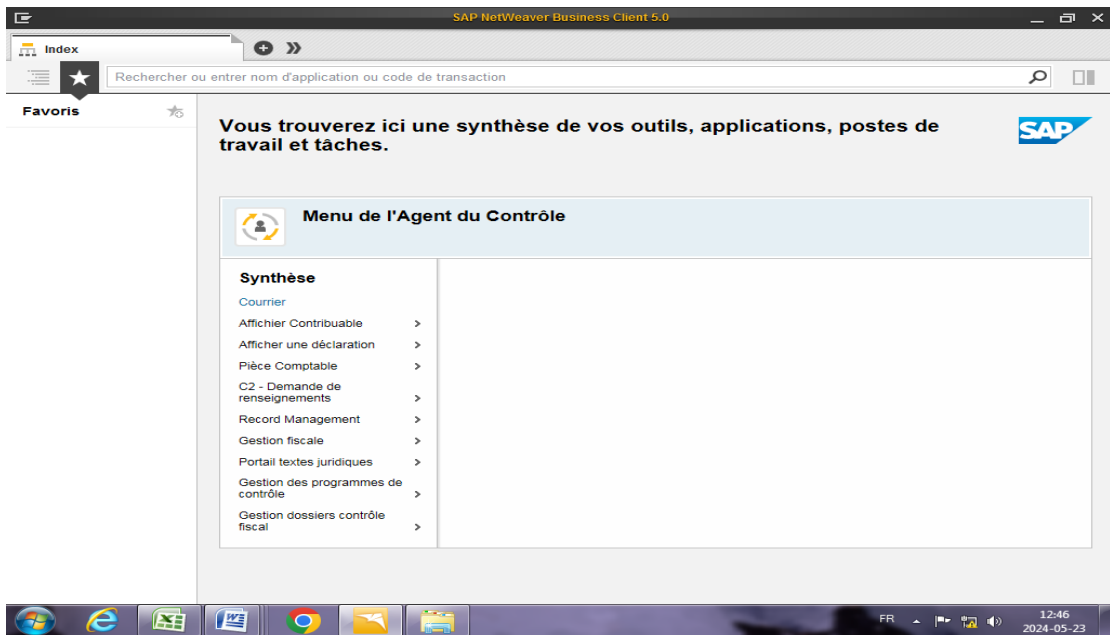 SAP NetWeaver Business Client 5.0
Index
Rechercher ou entrer nom d'application ou code de transaction
Favoris
Vous trouverez ici une synthèse de vos outils, applications, postes de
travail et tâches.
SAP
Menu de l'Agent du Contrôle
Synthèse
Courrier
Affichier Contribuable
Afficher une déclaration
Pièce Comptable
C2 - Demande de
renseignements
Record Management
Gestion fiscale
Portail textes juridiques
Gestion des programmes de
contrôle
Gestion dossiers contrôle
fiscal
FR
12:46
2024-05-23